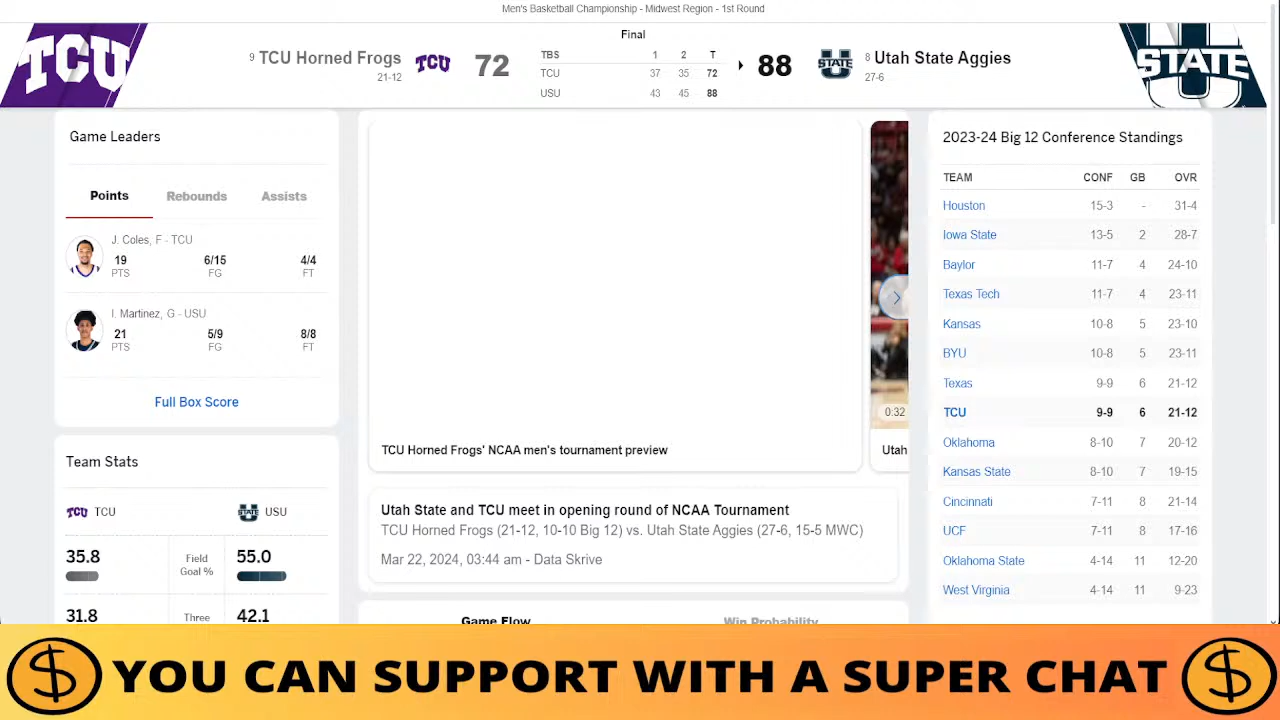 Men's Basketball Championship - Midwest Region - 1st Round
TCU
9 TCU Horned Frogs
21-12
TCU
72
Final
TBS 1 2 T
TCU 37 35 72
USU 43 45 88
88
STATE
8 Utah State Aggies
27-6
STATE
Game Leaders
Points Rebounds Assists
J. Coles, F - TCU
19 6/15 4/4
PTS FG FT
I. Martinez, G - USU
21 5/9 8/8
PTS FG FT
Full Box Score
Team Stats
TCU TCU STATE USU
35.8 Field Goal % 55.0
31.8 Three 42.1
0:32
TCU Horned Frogs' NCAA men's tournament preview
Utah
Utah State and TCU meet in opening round of NCAA Tournament
TCU Horned Frogs (21-12, 10-10 Big 12) vs. Utah State Aggies (27-6, 15-5 MWC)
Mar 22, 2024, 03:44 am - Data Skrive
Game Flow Win Probability
2023-24 Big 12 Conference Standings
TEAM CONF GB OVR
Houston 15-3 - 31-4
Iowa State 13-5 2 28-7
Baylor 11-7 4 24-10
Texas Tech 11-7 4 23-11
Kansas 10-8 5 23-10
BYU 10-8 5 23-11
Texas 9-9 6 21-12
TCU 9-9 6 21-12
Oklahoma 8-10 7 20-12
Kansas State 8-10 7 19-15
Cincinnati 7-11 8 21-14
UCF 7-11 8 17-16
Oklahoma State 4-14 11 12-20
West Virginia 4-14 11 9-23
$ YOU CAN SUPPORT WITH A SUPER CHAT $